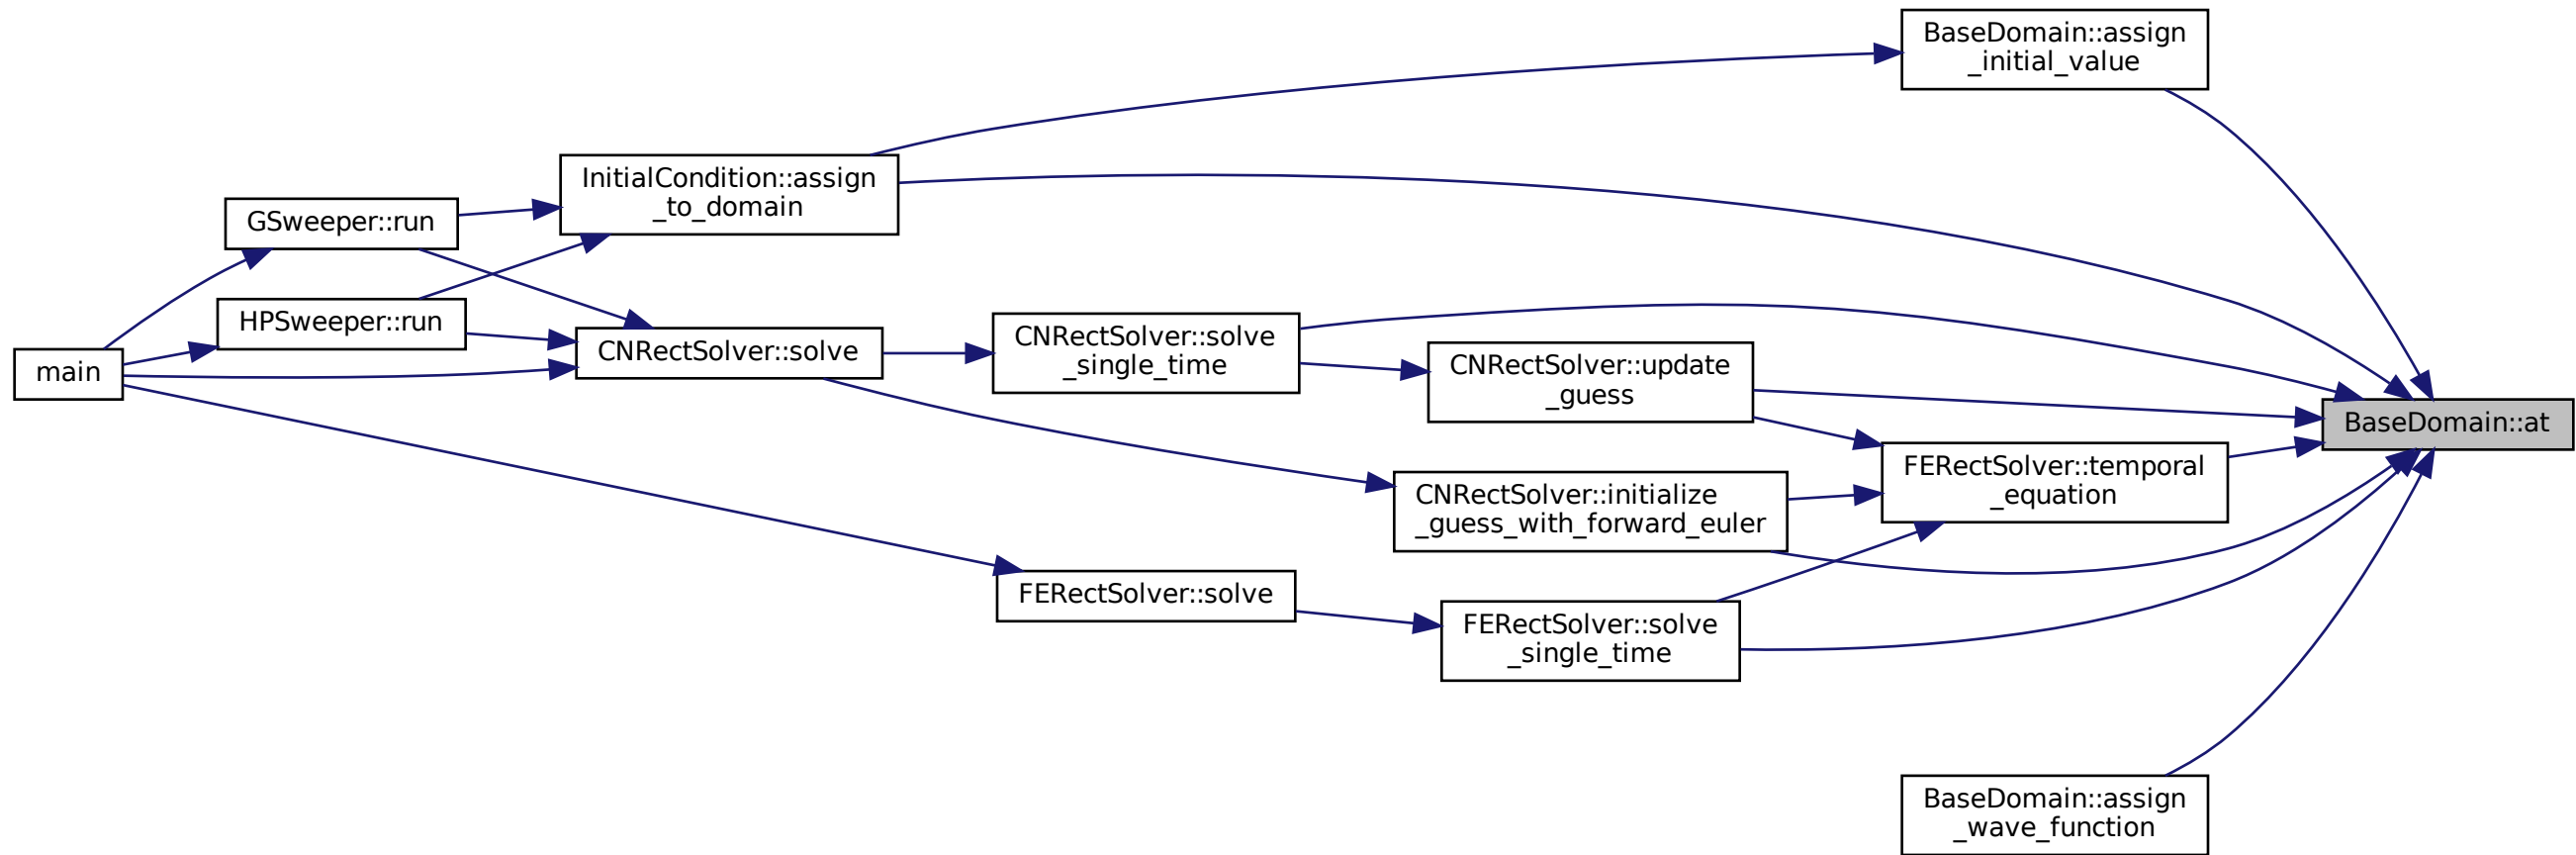 BaseDomain::assign
_initial_value
InitialCondition::assign
_to_domain
GSweeper::run
HPSweeper::run
main
CNRectSolver::solve
CNRectSolver::solve
_single_time
CNRectSolver::update
_guess
BaseDomain::at
FERectSolver::temporal
_equation
CNRectSolver::initialize
_guess_with_forward_euler
FERectSolver::solve
FERectSolver::solve
_single_time
BaseDomain::assign
_wave_function